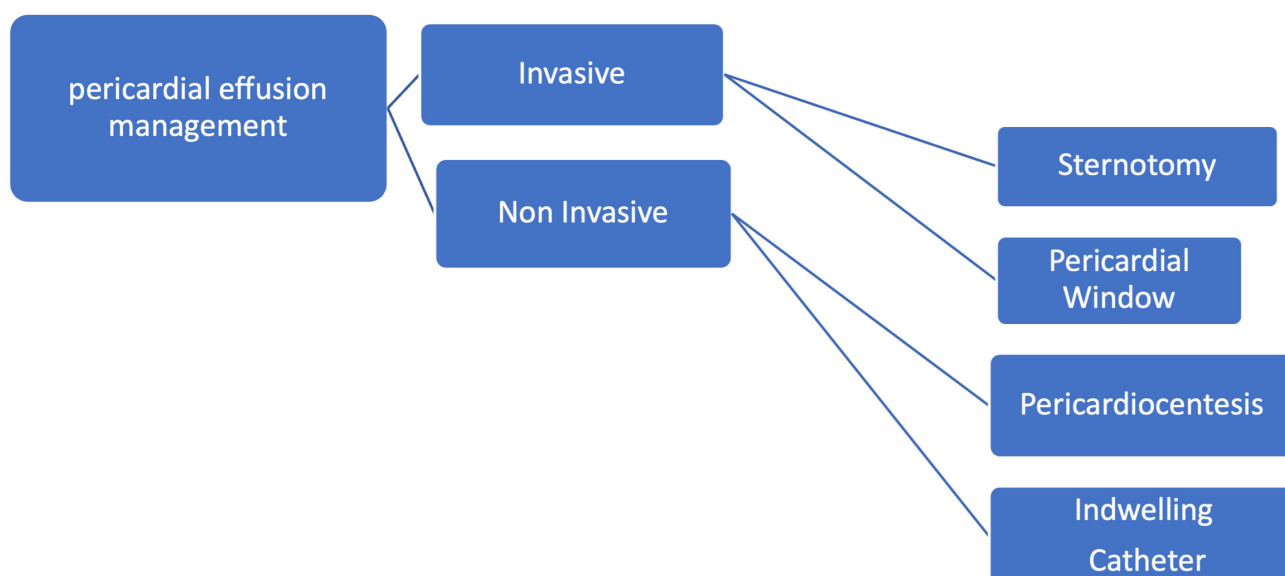 pericardial effusion
management
Invasive
Non Invasive
Sternotomy
Pericardial
Window
Pericardiocentesis
Indwelling
Catheter